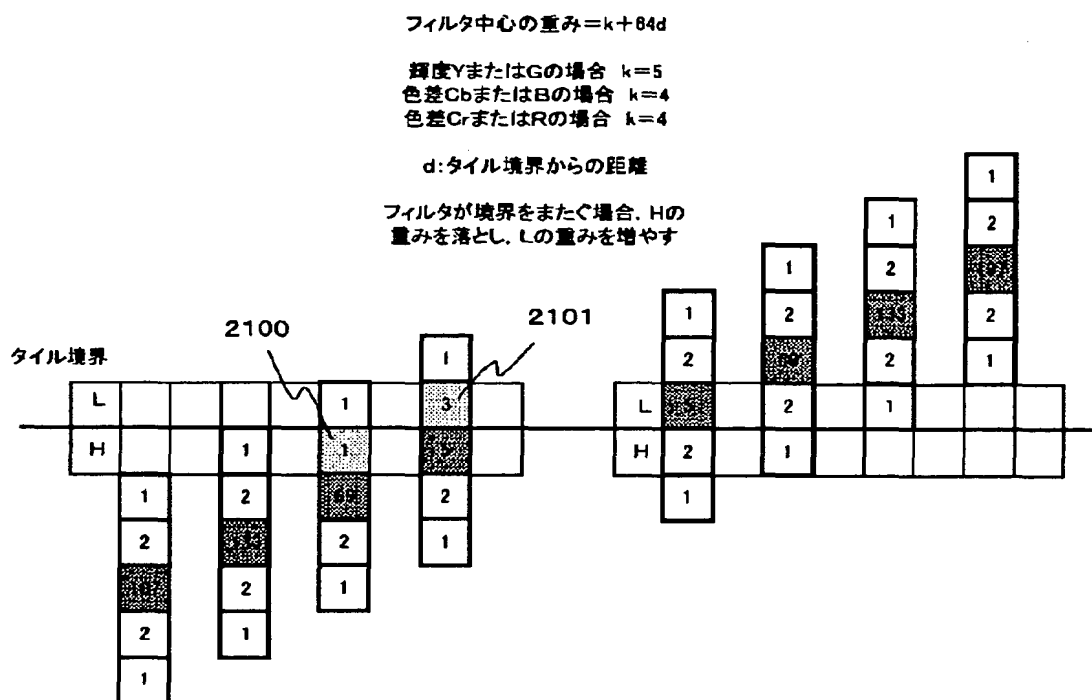 フィルタ中心の重み=k+64d
輝度YまたはGの場合 k=5
色差CbまたはBの場合 k=4
色差CrまたはRの場合 k=4
d:タイル境界からの距離
フィルタが境界をまたぐ場合、Hの
重みを落とし、Lの重みを増やす
1
1 2
1 2
1 2 133 2
2100 2101
タイル境界 1 2 2 1
L 1 3 L 5 2 1
H 1 1 H 2 1
1 2 69 2 1
2 2 1
2 1
2 1
1